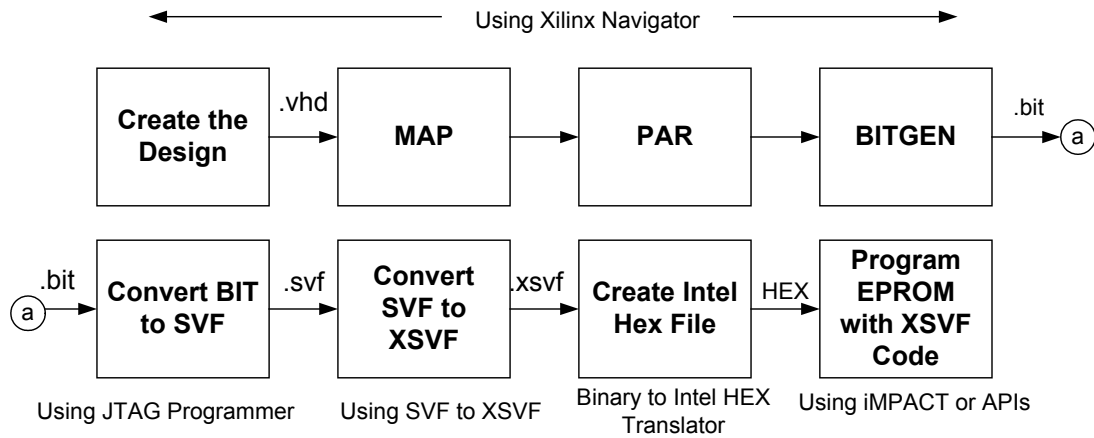 Using Xilinx Navigator
Create the
Design
.vhd
MAP
PAR
BITGEN
.bit
a
a
.bit
Convert BIT
to SVF
.svf
Convert
SVF to
XSVF
.xsvf
Create Intel
Hex File
HEX
Program
EPROM
with XSVF
Code
Using JTAG Programmer
Using SVF to XSVF
Binary to Intel HEX
Translator
Using iMPACT or APIs